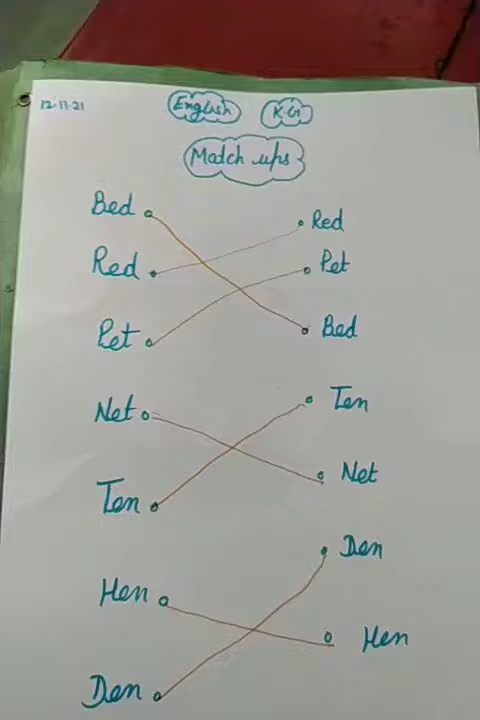 12-11-21 English K.G
Match ups
Bed Red
Red Pet
Pet Bed
Net Ten
Ten Net
Hen Den
Den Hen